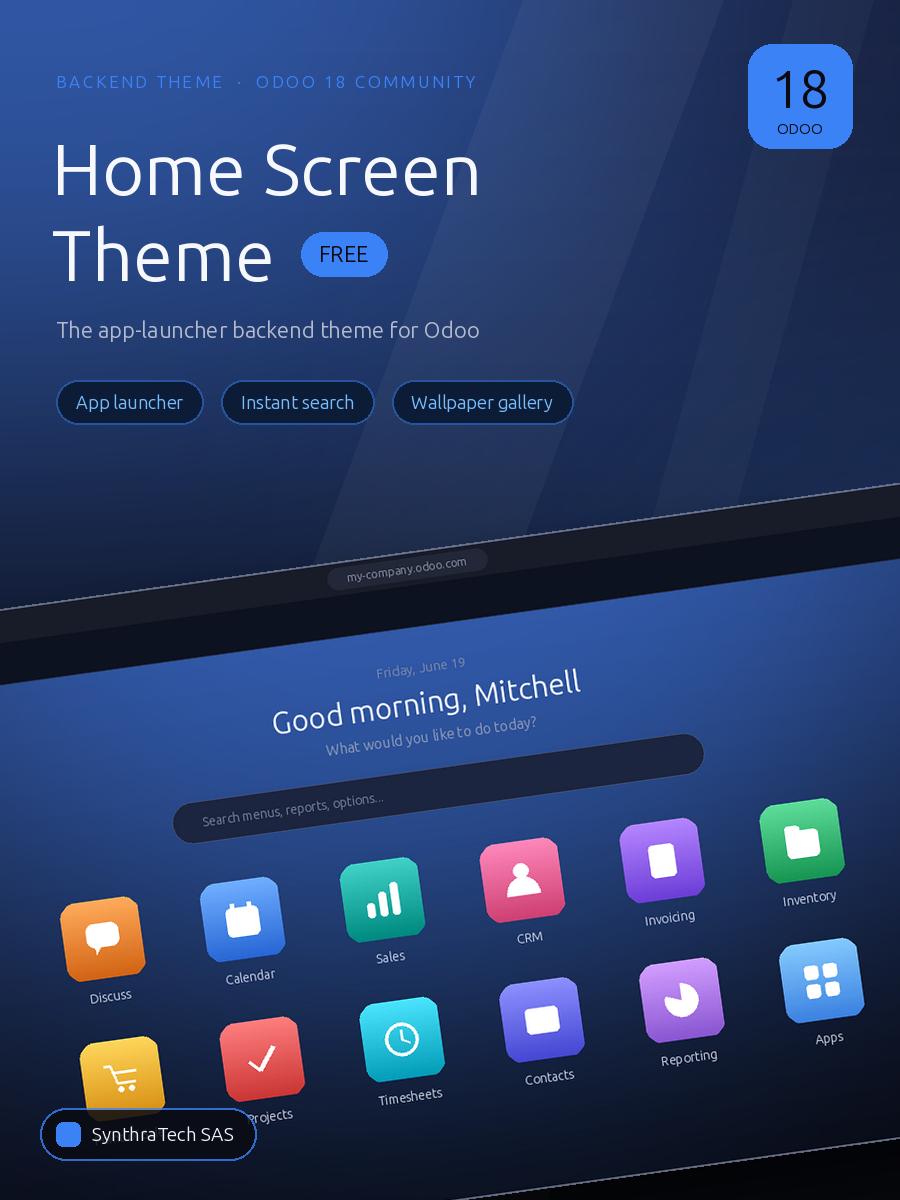 BACKEND THEME · ODOO 18 COMMUNITY
18
ODOO
Home Screen
Theme
FREE
The app-launcher backend theme for Odoo
App launcher
Instant search
Wallpaper gallery
my-company.odoo.com
Friday, June 19
Good morning, Mitchell
What would you like to do today?
Search menus, reports, options...
Discuss
Calendar
Sales
CRM
Invoicing
Inventory
Projects
Timesheets
Contacts
Reporting
Apps
SynthraTech SAS